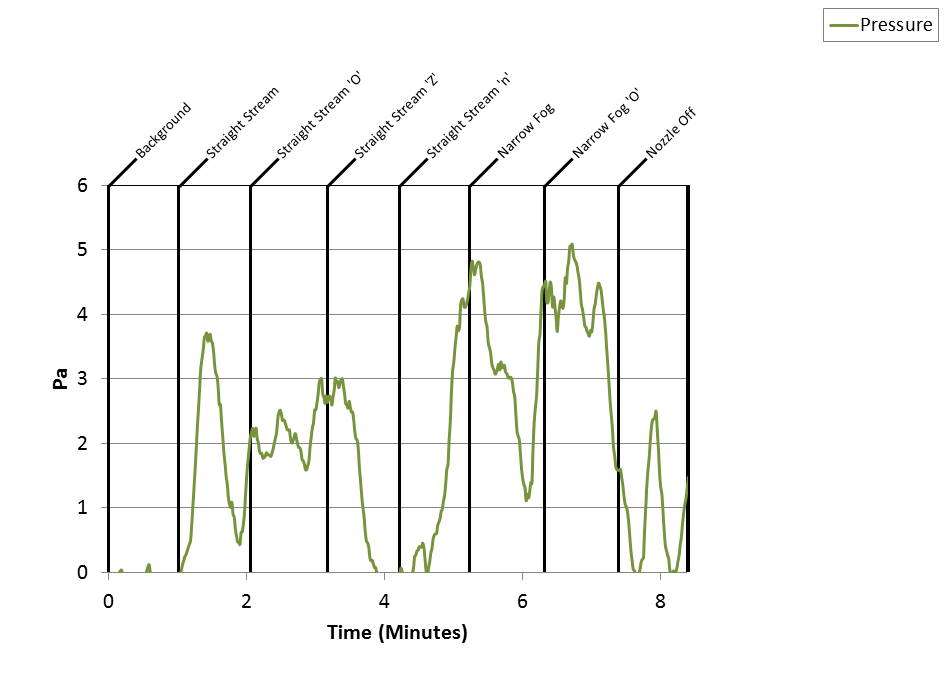 Pressure
Background
Straight Stream
Straight Stream 'O'
Straight Stream 'Z'
Straight Stream 'n'
Narrow Fog
Narrow Fog 'O'
Nozzle Off
6
5
4
3
2
1
0
Pa
0 2 4 6 8
Time (Minutes)